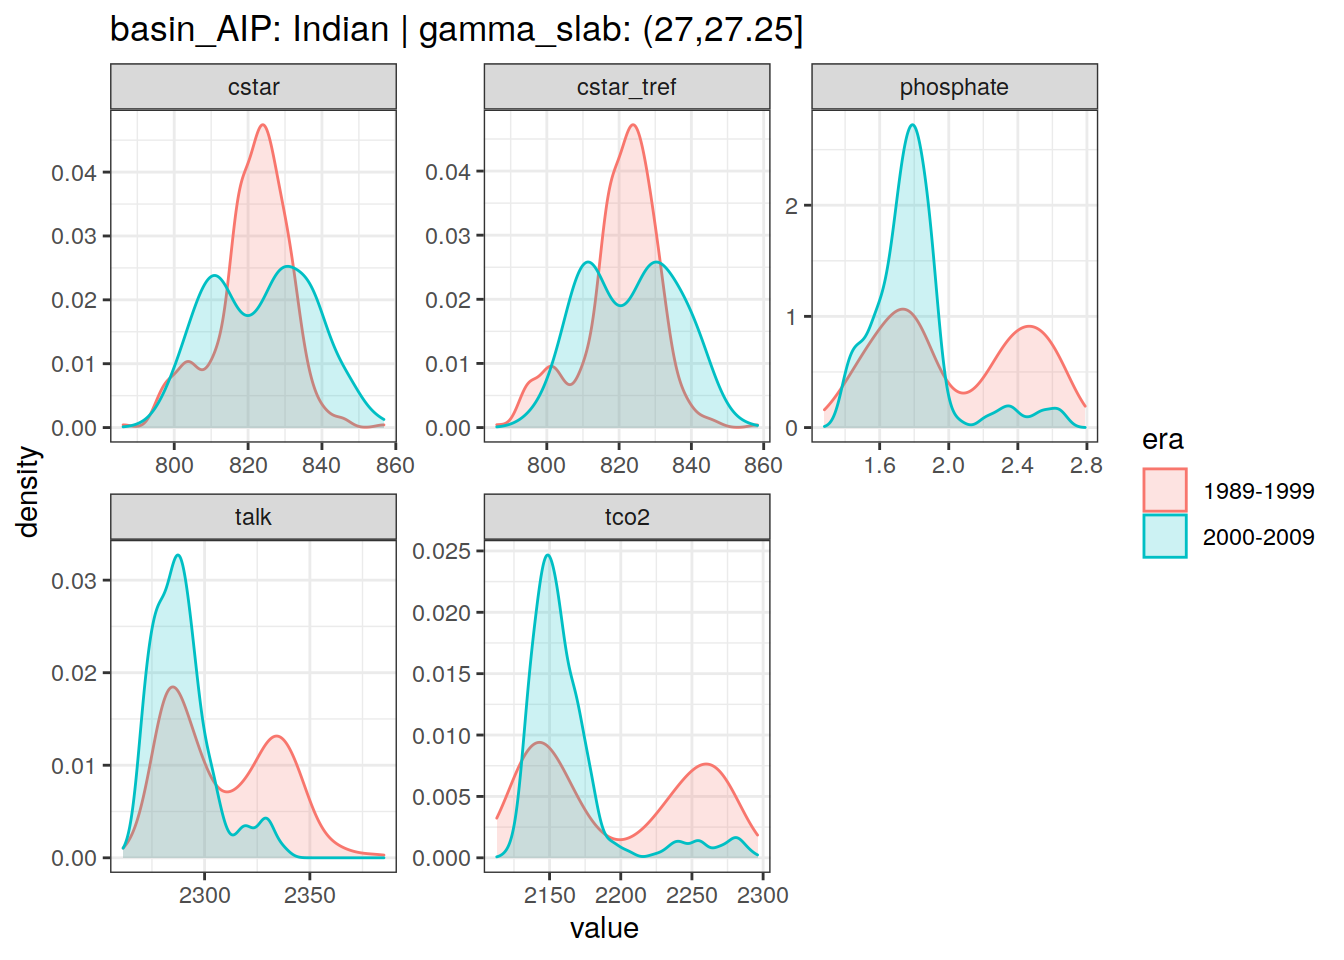 basin_AIP: Indian | gamma_slab: (27,27.25]
cstar
cstar_tref
phosphate
0.04
0.03
0.02
0.01
0.00
800 820 840 860
0.04
0.03
0.02
0.01
0.00
800 820 840 860
2
1
0
1.6 2.0 2.4 2.8
density
talk
tco2
0.03
0.02
0.01
0.00
2300 2350
0.025
0.020
0.015
0.010
0.005
0.000
2150 2200 2250 2300
value
era
1989-1999
2000-2009